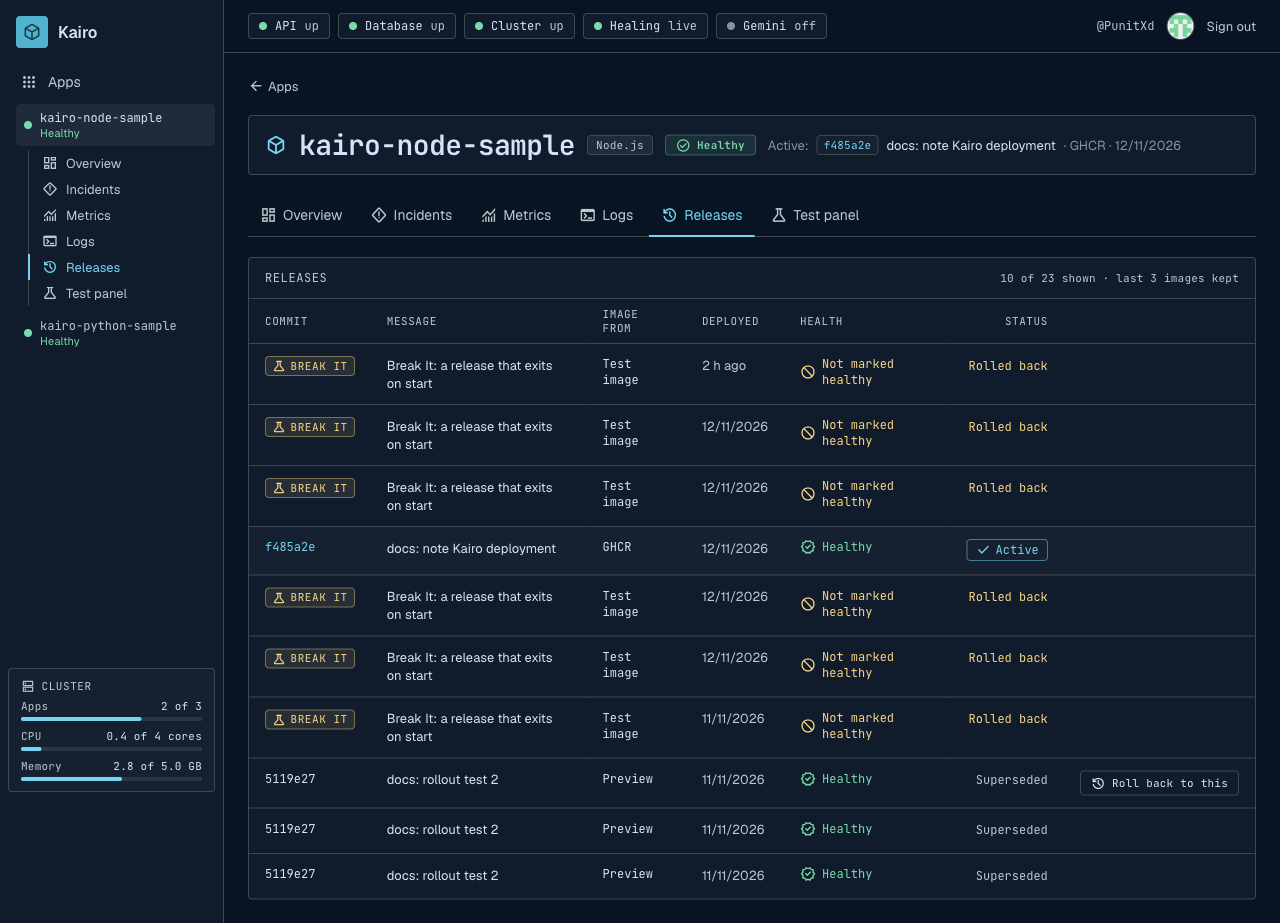 Kairo
API up
Database up
Cluster up
Healing live
Gemini off
@PunitXd
Sign out
Apps
kairo-node-sample
Healthy
Overview
Incidents
Metrics
Logs
Releases
Test panel
kairo-python-sample
Healthy
CLUSTER
Apps 2 of 3
CPU 0.4 of 4 cores
Memory 2.8 of 5.0 GB
← Apps
kairo-node-sample Node.js Healthy Active: f485a2e docs: note Kairo deployment · GHCR · 12/11/2026
Overview Incidents Metrics Logs Releases Test panel
RELEASES 10 of 23 shown · last 3 images kept
COMMIT MESSAGE IMAGE FROM DEPLOYED HEALTH STATUS
BREAK IT Break It: a release that exits on start Test image 2 h ago Not marked healthy Rolled back
BREAK IT Break It: a release that exits on start Test image 12/11/2026 Not marked healthy Rolled back
BREAK IT Break It: a release that exits on start Test image 12/11/2026 Not marked healthy Rolled back
f485a2e docs: note Kairo deployment GHCR 12/11/2026 Healthy Active
BREAK IT Break It: a release that exits on start Test image 12/11/2026 Not marked healthy Rolled back
BREAK IT Break It: a release that exits on start Test image 12/11/2026 Not marked healthy Rolled back
BREAK IT Break It: a release that exits on start Test image 11/11/2026 Not marked healthy Rolled back
5119e27 docs: rollout test 2 Preview 11/11/2026 Healthy Superseded Roll back to this
5119e27 docs: rollout test 2 Preview 11/11/2026 Healthy Superseded
5119e27 docs: rollout test 2 Preview 11/11/2026 Healthy Superseded